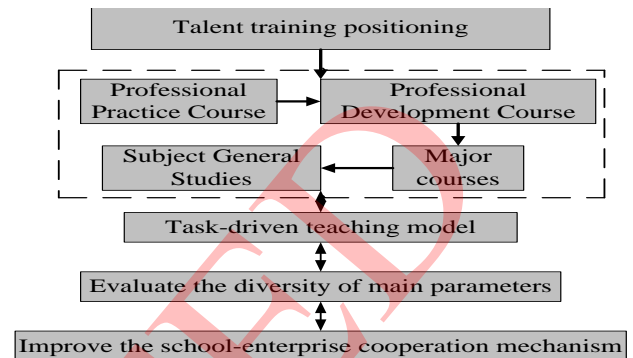 Talent training positioning
Professional
Practice Course
Professional
Development Course
Subject General
Studies
Major
courses
Task-driven teaching model
Evaluate the diversity of main parameters
Improve the school-enterprise cooperation mechanism